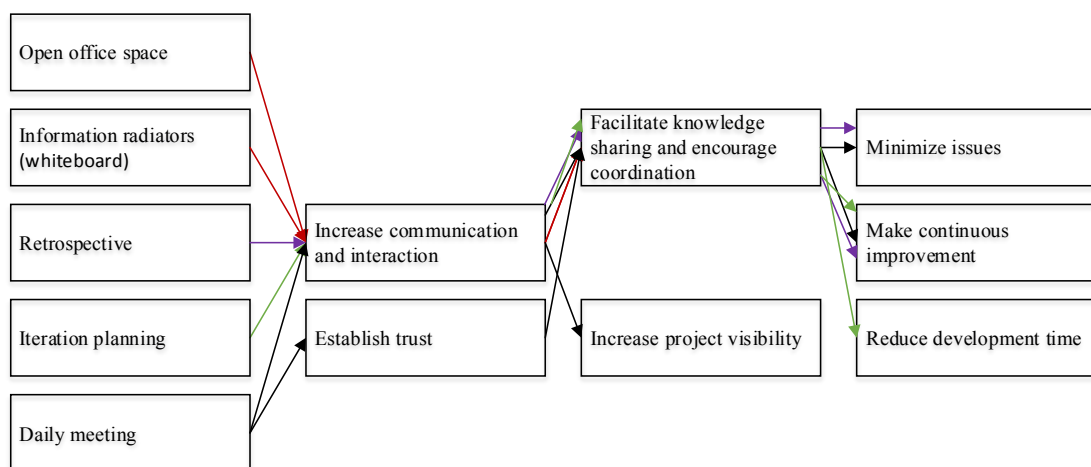 Open office space
Information radiators
(whiteboard)
Retrospective
Iteration planning
Daily meeting
Increase communication
and interaction
Establish trust
Facilitate knowledge
sharing and encourage
coordination
Increase project visibility
Minimize issues
Make continuous
improvement
Reduce development time